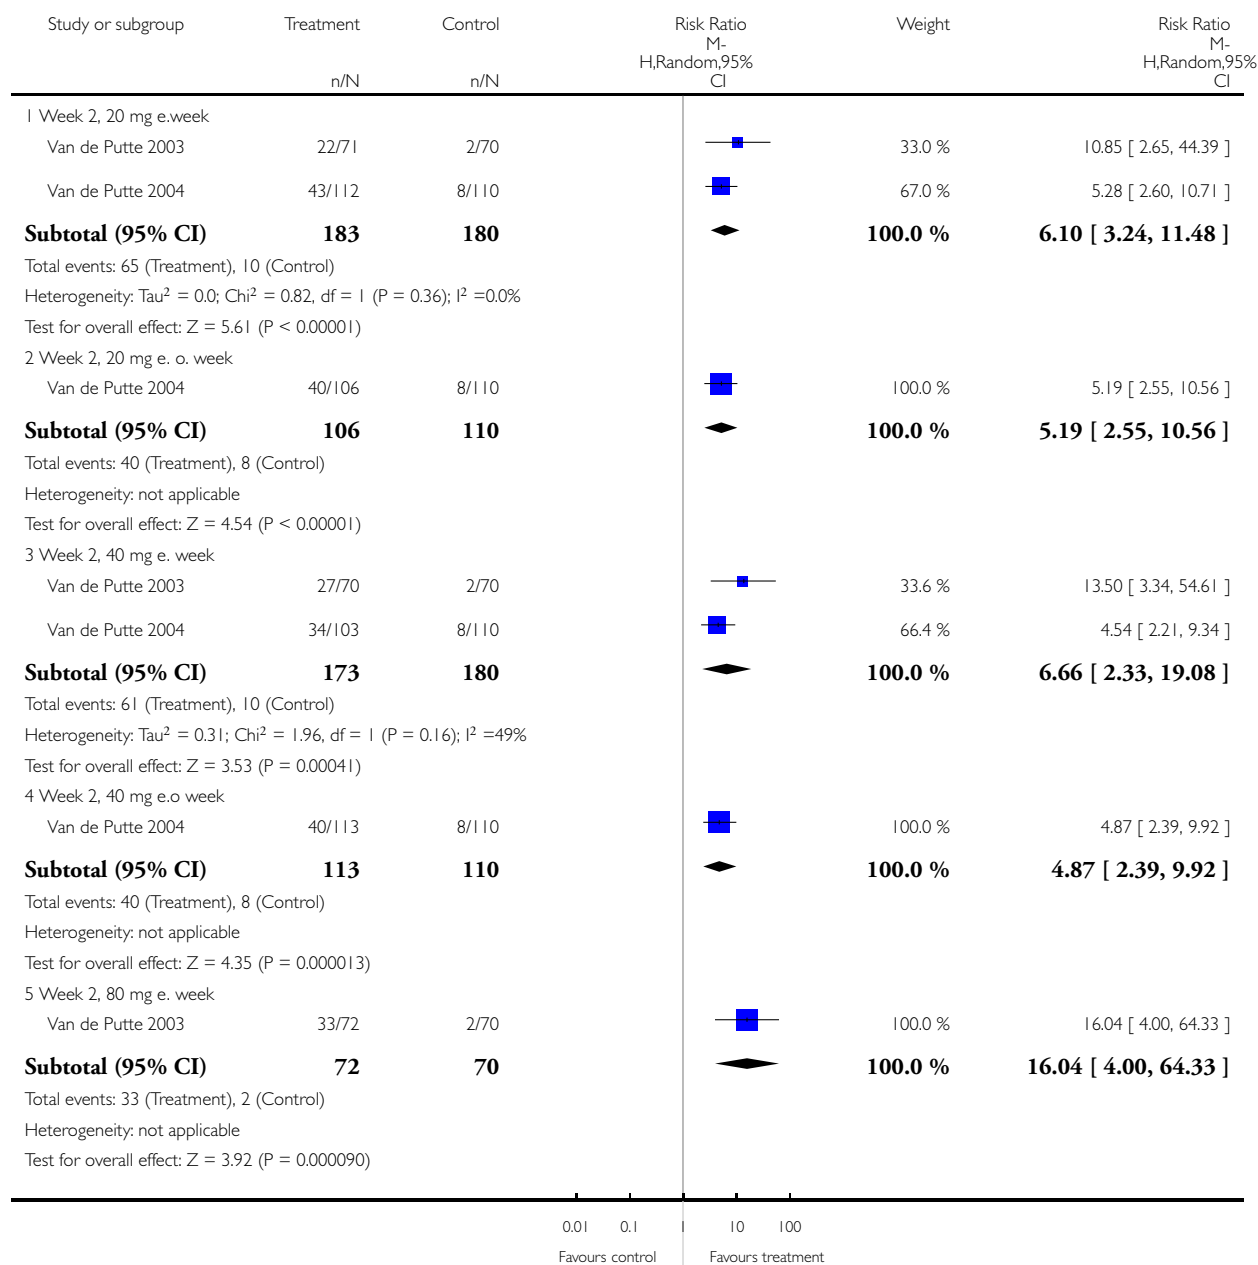 Study or subgroup Treatment Control Risk Ratio Weight Risk Ratio
M- M-
H,Random,95% H,Random,95%
n/N n/N CI CI
1 Week 2, 20 mg e.week
Van de Putte 2003 22/71 2/70 33.0 % 10.85 [ 2.65, 44.39 ]
Van de Putte 2004 43/112 8/110 67.0 % 5.28 [ 2.60, 10.71 ]
Subtotal (95% CI) 183 180 100.0 % 6.10 [ 3.24, 11.48 ]
Total events: 65 (Treatment), 10 (Control)
Heterogeneity: Tau² = 0.0; Chi² = 0.82, df = 1 (P = 0.36); I² =0.0%
Test for overall effect: Z = 5.61 (P < 0.00001)
2 Week 2, 20 mg e. o. week
Van de Putte 2004 40/106 8/110 100.0 % 5.19 [ 2.55, 10.56 ]
Subtotal (95% CI) 106 110 100.0 % 5.19 [ 2.55, 10.56 ]
Total events: 40 (Treatment), 8 (Control)
Heterogeneity: not applicable
Test for overall effect: Z = 4.54 (P < 0.00001)
3 Week 2, 40 mg e. week
Van de Putte 2003 27/70 2/70 33.6 % 13.50 [ 3.34, 54.61 ]
Van de Putte 2004 34/103 8/110 66.4 % 4.54 [ 2.21, 9.34 ]
Subtotal (95% CI) 173 180 100.0 % 6.66 [ 2.33, 19.08 ]
Total events: 61 (Treatment), 10 (Control)
Heterogeneity: Tau² = 0.31; Chi² = 1.96, df = 1 (P = 0.16); I² =49%
Test for overall effect: Z = 3.53 (P = 0.00041)
4 Week 2, 40 mg e.o week
Van de Putte 2004 40/113 8/110 100.0 % 4.87 [ 2.39, 9.92 ]
Subtotal (95% CI) 113 110 100.0 % 4.87 [ 2.39, 9.92 ]
Total events: 40 (Treatment), 8 (Control)
Heterogeneity: not applicable
Test for overall effect: Z = 4.35 (P = 0.000013)
5 Week 2, 80 mg e. week
Van de Putte 2003 33/72 2/70 100.0 % 16.04 [ 4.00, 64.33 ]
Subtotal (95% CI) 72 70 100.0 % 16.04 [ 4.00, 64.33 ]
Total events: 33 (Treatment), 2 (Control)
Heterogeneity: not applicable
Test for overall effect: Z = 3.92 (P = 0.000090)
0.01 0.1 1 10 100
Favours control Favours treatment